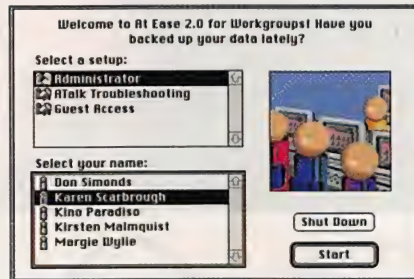 Welcome to At Ease 2.0 for Workgroups! Have you
backed up your data lately?
Select a setup:
Administrator
ATalk Troubleshooting
Guest Access
Select your name:
Don Simonds
Karen Scarbrough
Kino Paradiso
Kirsten Malmquist
Margie Wylie
Shut Down
Start